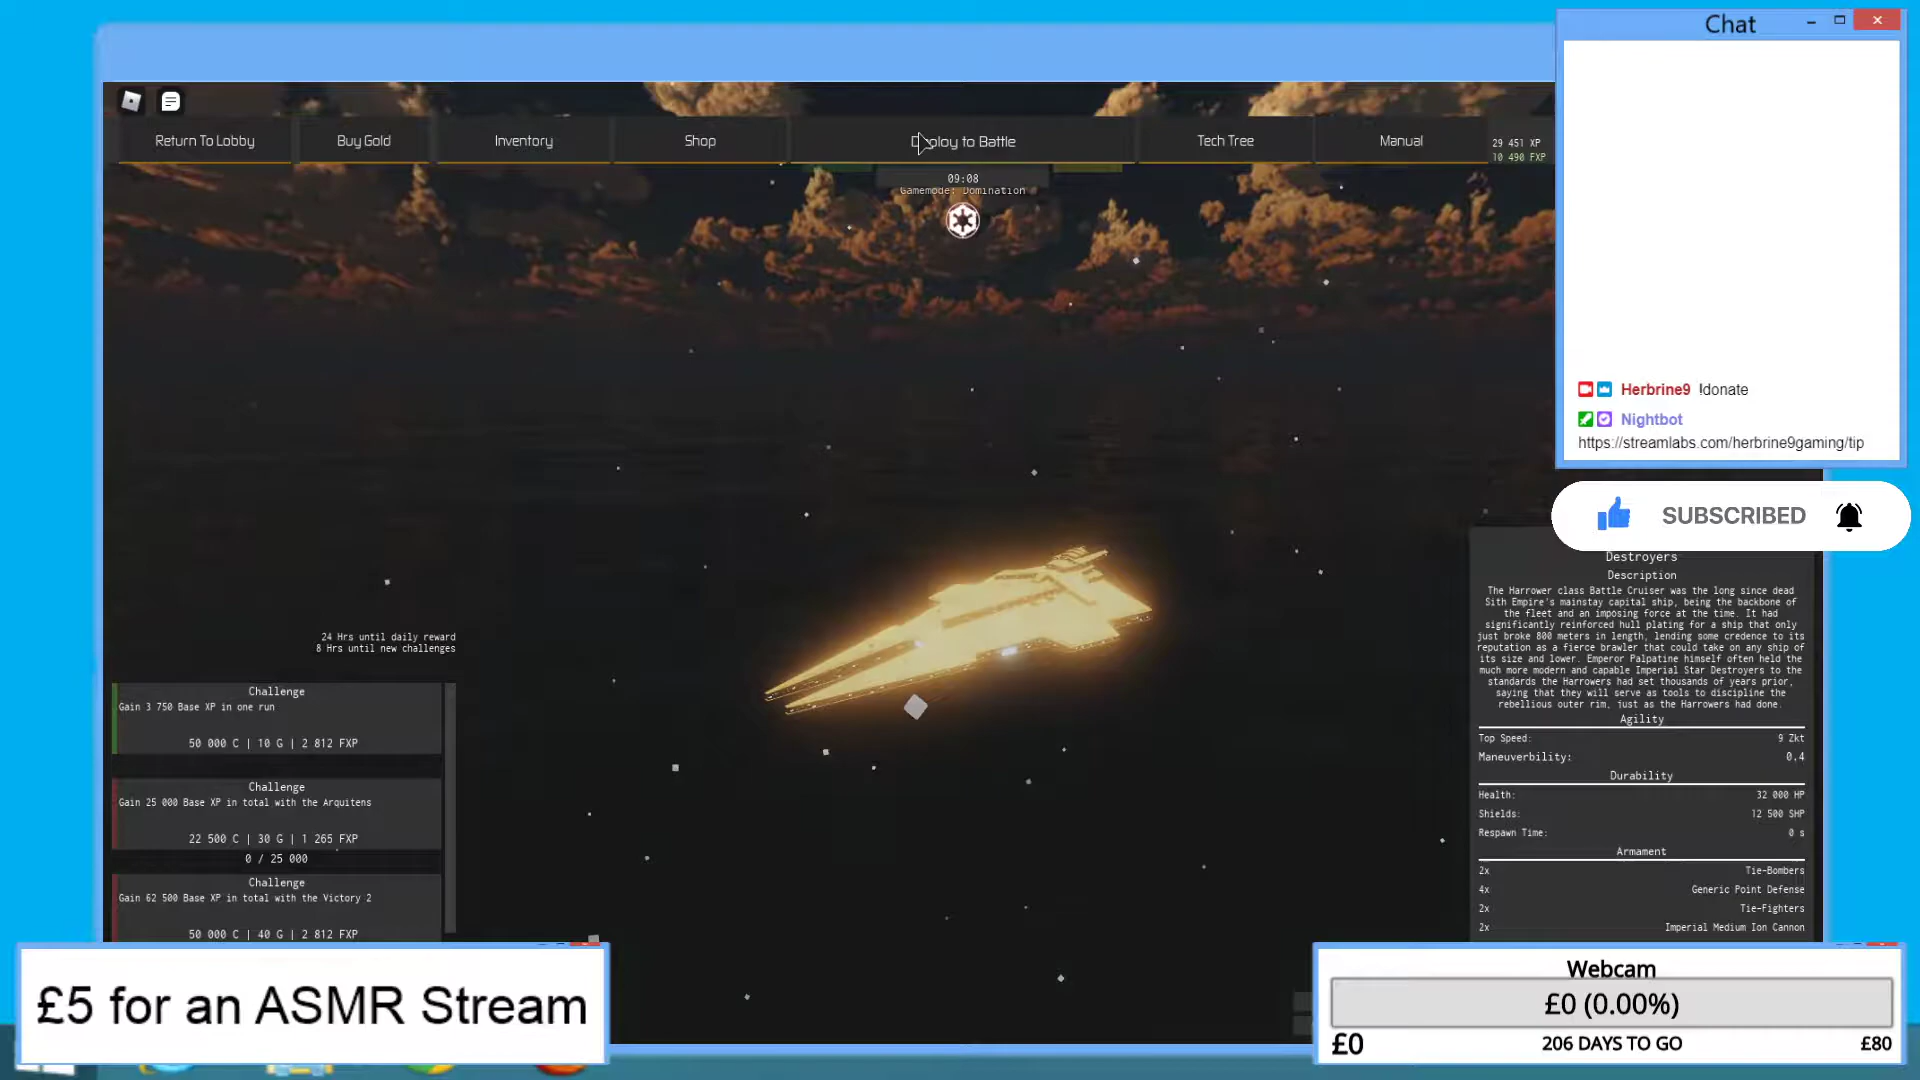 Chat
Return To Lobby
Buy Gold
Inventory
Shop
Deploy to Battle
Tech Tree
Manual
29 451 XP
10 490 FXP
09:08
Gamemode: Domination
Herbrine9 !donate
Nightbot
https://streamlabs.com/herbrine9gaming/tip
SUBSCRIBED
Destroyers
Description
The Harrower class Battle Cruiser was the long since dead
Sith Empire's mainstay capital ship, being the backbone of
the fleet and an imposing force at the time. It had
significantly reinforced hull plating for a ship that only
just broke 800 meters in length, lending some credence to its
reputation as a fierce brawler that could take on any ship of
its size and lower. Emperor Palpatine himself often held the
much more modern and capable Imperial Star Destroyers to the
standards the Harrowers had set thousands of years prior,
saying that they will serve as tools to discipline the
rebellious outer rim, just as the Harrowers had done.
Agility
Top Speed: 9 Zkt
Maneuverbility: 0.4
Durability
Health: 32 000 HP
Shields: 12 500 SHP
Respawn Time: 0 s
Armament
2x Tie-Bombers
4x Generic Point Defense
2x Tie-Fighters
2x Imperial Medium Ion Cannon
24 Hrs until daily reward
8 Hrs until new challenges
Challenge
Gain 3 750 Base XP in one run
50 000 C | 10 G | 2 812 FXP
Challenge
Gain 25 000 Base XP in total with the Arquitens
22 500 C | 30 G | 1 265 FXP
0 / 25 000
Challenge
Gain 62 500 Base XP in total with the Victory 2
50 000 C | 40 G | 2 812 FXP
£5 for an ASMR Stream
Webcam
£0 (0.00%)
£0 206 DAYS TO GO £80